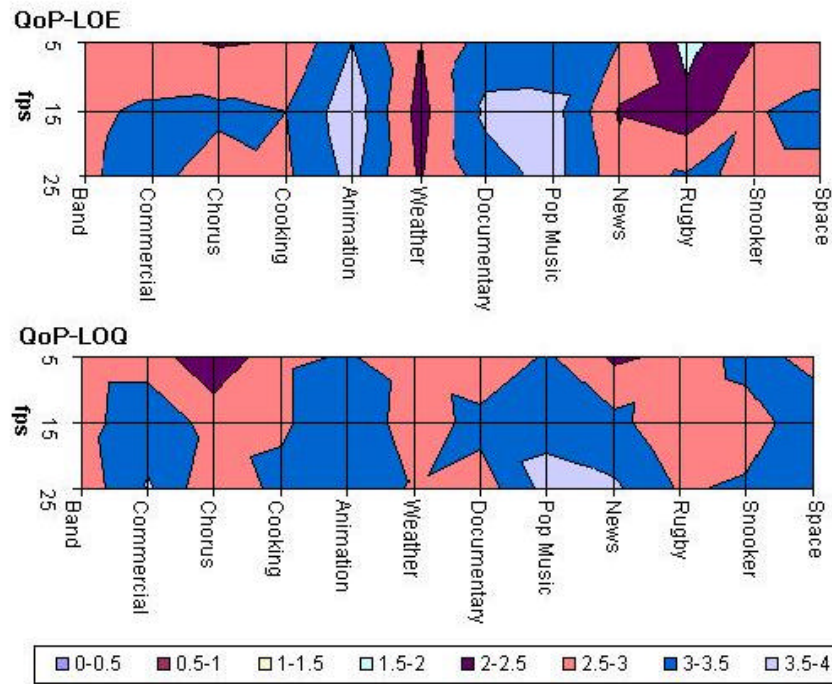 QoP-LOE
fps
5
15
25
Band
Commercial
Chorus
Cooking
Animation
Weather
Documentary
Pop Music
News
Rugby
Snooker
Space
QoP-LOQ
fps
5
15
25
Band
Commercial
Chorus
Cooking
Animation
Weather
Documentary
Pop Music
News
Rugby
Snooker
Space
0-0.5 0.5-1 1-1.5 1.5-2 2-2.5 2.5-3 3-3.5 3.5-4